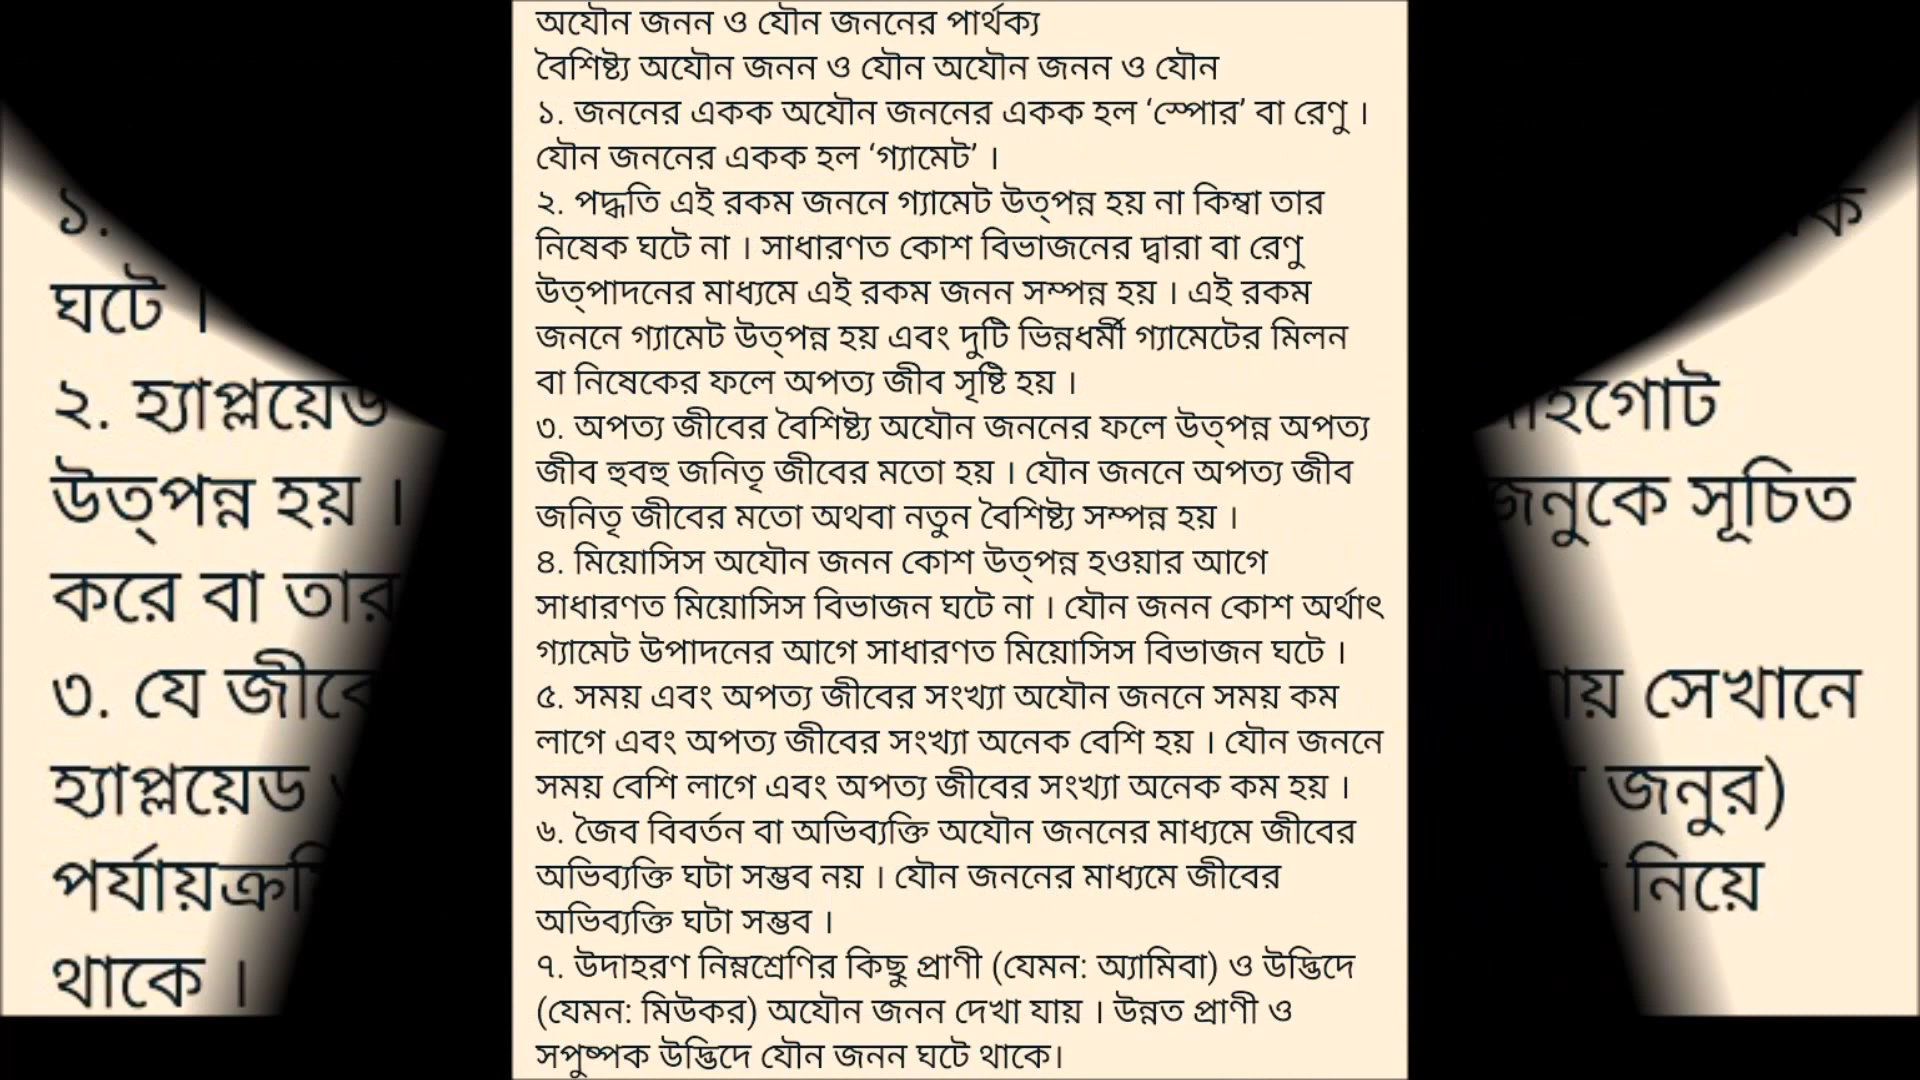 অযৌন জনন ও যৌন জননের পার্থক্য
বৈশিষ্ট্য অযৌন জনন ও যৌন অযৌন জনন ও যৌন
১. জননের একক অযৌন জননের একক হল ‘স্পোর’ বা রেণু ।
যৌন জননের একক হল ‘গ্যামেট’ ।
২. পদ্ধতি এই রকম জননে গ্যামেট উত্পন্ন হয় না কিম্বা তার
নিষেক ঘটে না । সাধারণত কোশ বিভাজনের দ্বারা বা রেণু
উত্পাদনের মাধ্যমে এই রকম জনন সম্পন্ন হয় । এই রকম
জননে গ্যামেট উত্পন্ন হয় এবং দুটি ভিন্নধর্মী গ্যামেটের মিলন
বা নিষেকের ফলে অপত্য জীব সৃষ্টি হয় ।
৩. অপত্য জীবের বৈশিষ্ট্য অযৌন জননের ফলে উত্পন্ন অপত্য
জীব হুবহু জনিতৃ জীবের মতো হয় । যৌন জননে অপত্য জীব
জনিতৃ জীবের মতো অথবা নতুন বৈশিষ্ট্য সম্পন্ন হয় ।
৪. মিয়োসিস অযৌন জনন কোশ উত্পন্ন হওয়ার আগে
সাধারণত মিয়োসিস বিভাজন ঘটে না । যৌন জনন কোশ অর্থাৎ
গ্যামেট উপাদনের আগে সাধারণত মিয়োসিস বিভাজন ঘটে ।
৫. সময় এবং অপত্য জীবের সংখ্যা অযৌন জননে সময় কম
লাগে এবং অপত্য জীবের সংখ্যা অনেক বেশি হয় । যৌন জননে
সময় বেশি লাগে এবং অপত্য জীবের সংখ্যা অনেক কম হয় ।
৬. জৈব বিবর্তন বা অভিব্যক্তি অযৌন জননের মাধ্যমে জীবের
অভিব্যক্তি ঘটা সম্ভব নয় । যৌন জননের মাধ্যমে জীবের
অভিব্যক্তি ঘটা সম্ভব ।
৭. উদাহরণ নিম্নশ্রেণির কিছু প্রাণী (যেমন: অ্যামিবা) ও উদ্ভিদে
(যেমন: মিউকর) অযৌন জনন দেখা যায় । উন্নত প্রাণী ও
সপুষ্পক উদ্ভিদে যৌন জনন ঘটে থাকে।
১.
ঘটে ।
২. হ্যাপ্লয়েড
উত্পন্ন হয় ।
করে বা তার
৩. যে
হ্যাপ্লয়েড
থাকে ।
সূচিত
সেখানে
জনুর)
নিয়ে